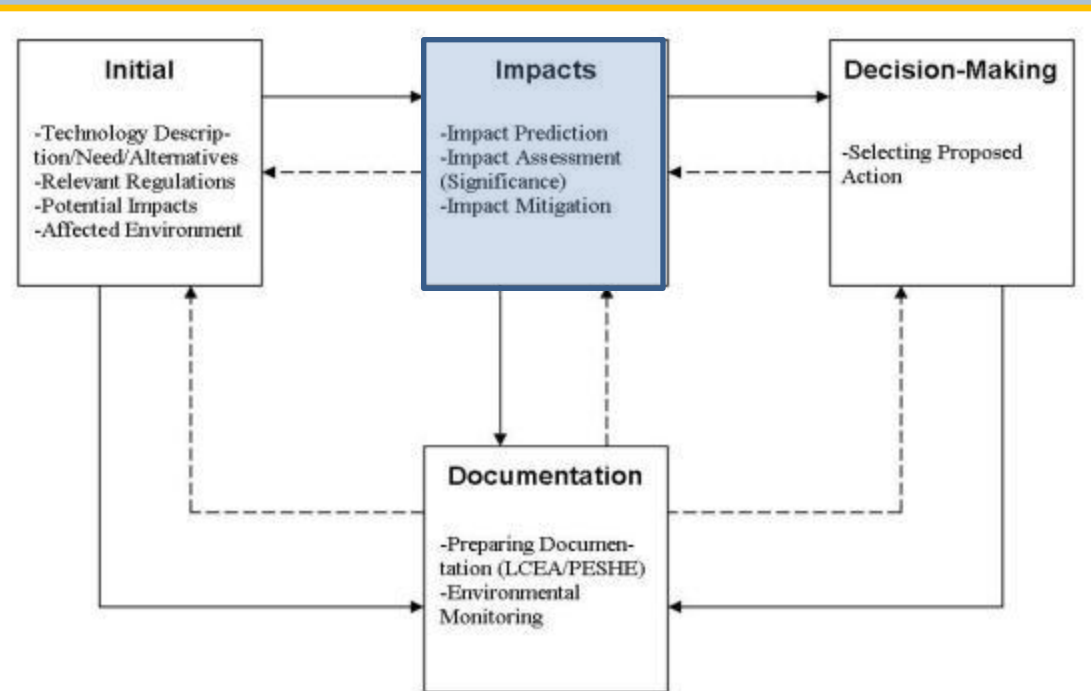 Initial
-Technology Descrip-
tion/Need/Alternatives
-Relevant Regulations
-Potential Impacts
-Affected Environment
Impacts
-Impact Prediction
-Impact Assessment
(Significance)
-Impact Mitigation
Decision-Making
-Selecting Proposed
Action
Documentation
-Preparing Documen-
tation (LCEA/PESHE)
-Environmental
Monitoring